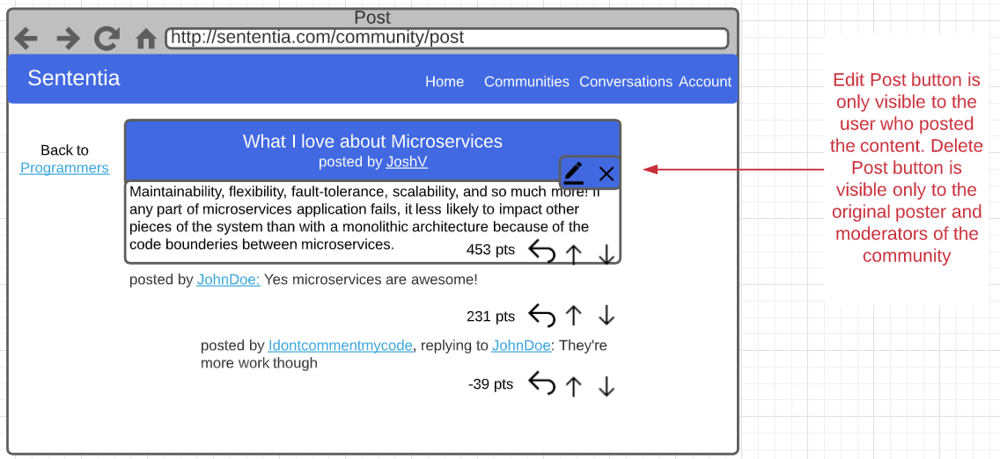 Post
http://sententia.com/community/post
Sententia
Home Communities Conversations Account
Back to
Programmers
What I love about Microservices
posted by JoshV
Maintainability, flexibility, fault-tolerance, scalability, and so much more! If
any part of microservices application fails, it less likely to impact other
pieces of the system than with a monolithic architecture because of the
code bounderies between microservices.
453 pts
posted by JohnDoe: Yes microservices are awesome!
231 pts
posted by Idontcommentmycode, replying to JohnDoe: They're
more work though
-39 pts
Edit Post button is
only visible to the
user who posted
the content. Delete
Post button is
visible only to the
original poster and
moderators of the
community